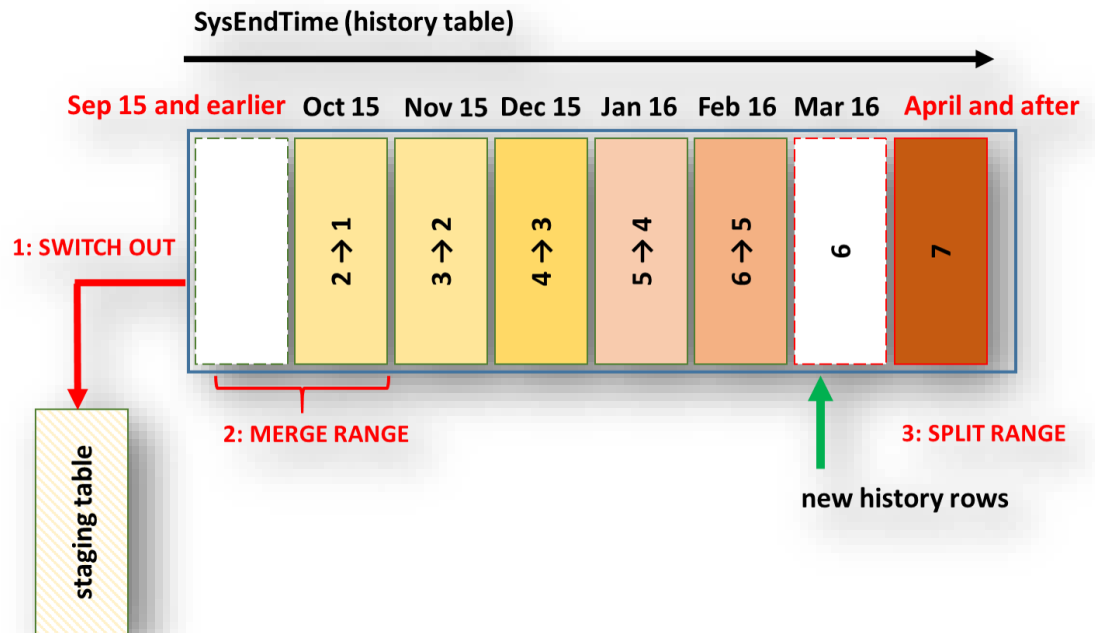 SysEndTime (history table)
Sep 15 and earlier
Oct 15
Nov 15
Dec 15
Jan 16
Feb 16
Mar 16
April and after
1: SWITCH OUT
2→1
3→2
4→3
5→4
6→5
6
7
2: MERGE RANGE
3: SPLIT RANGE
new history rows
staging table